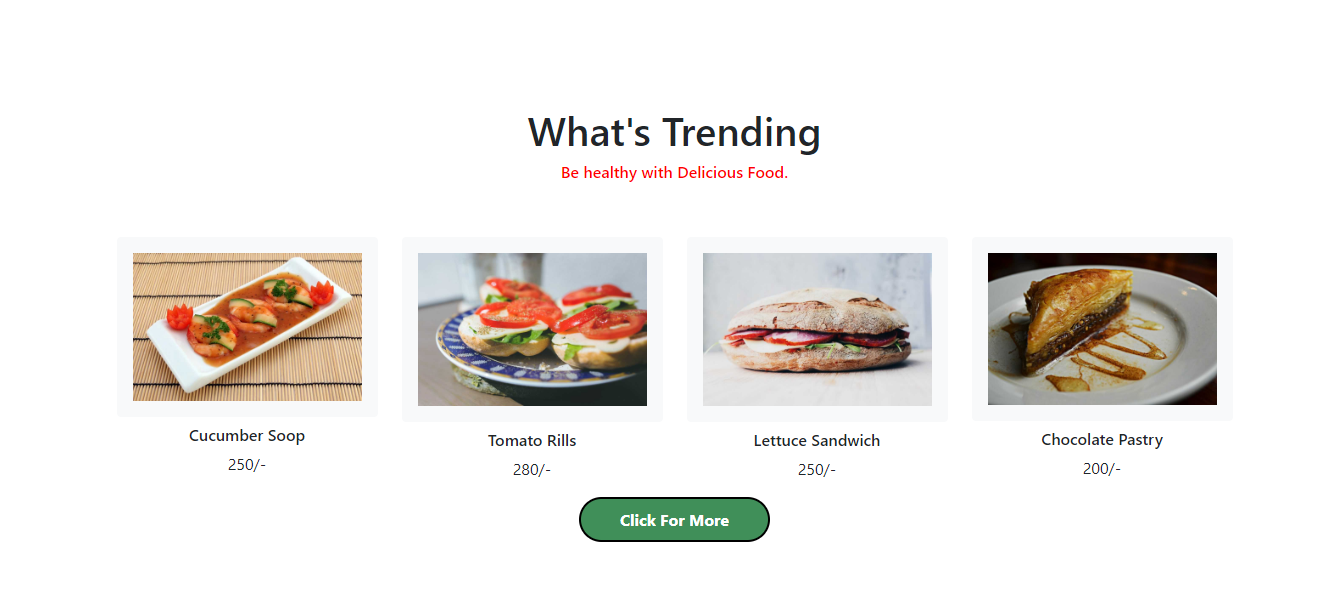 What's Trending
Be healthy with Delicious Food.
Cucumber Soop
250/-
Tomato Rills
280/-
Lettuce Sandwich
250/-
Chocolate Pastry
200/-
Click For More